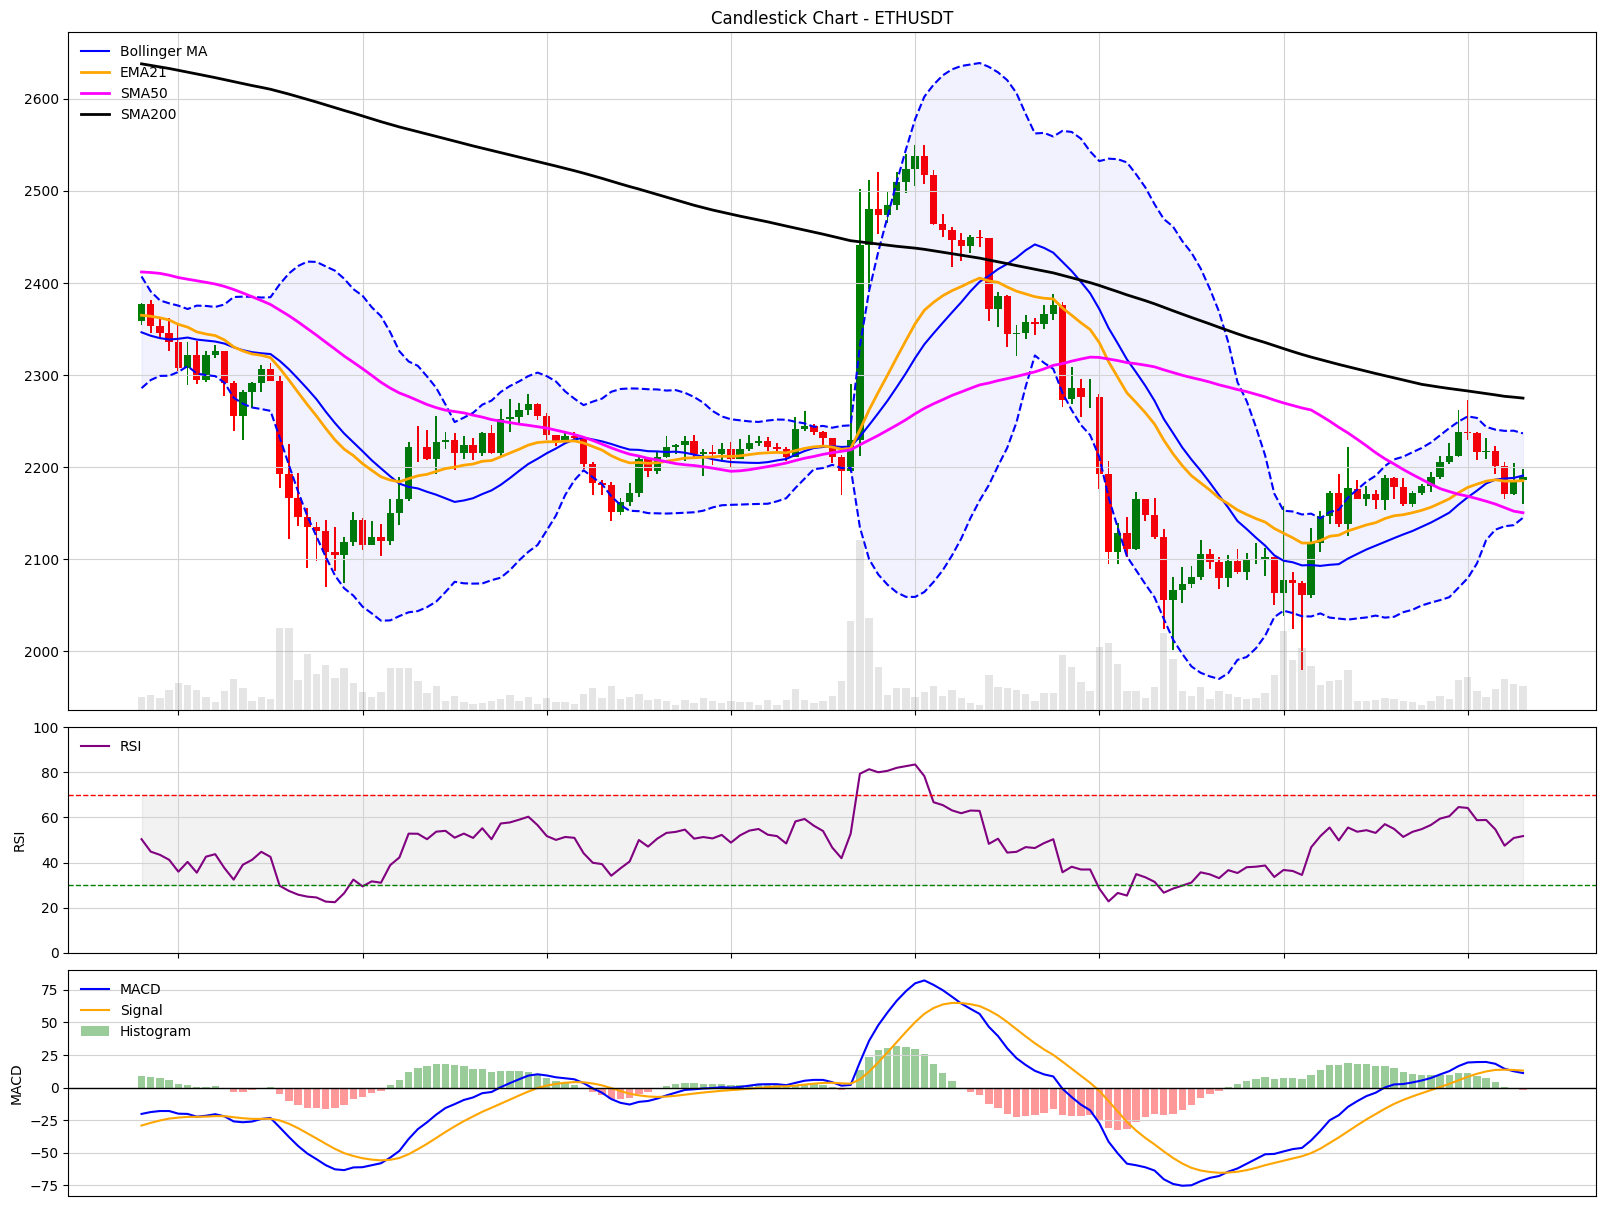 Candlestick Chart - ETHUSDT
Bollinger MA
EMA21
SMA50
SMA200
2600
2500
2400
2300
2200
2100
2000
RSI
100
80
60
40
20
0
RSI
MACD
Signal
Histogram
75
50
25
0
−25
−50
−75
MACD